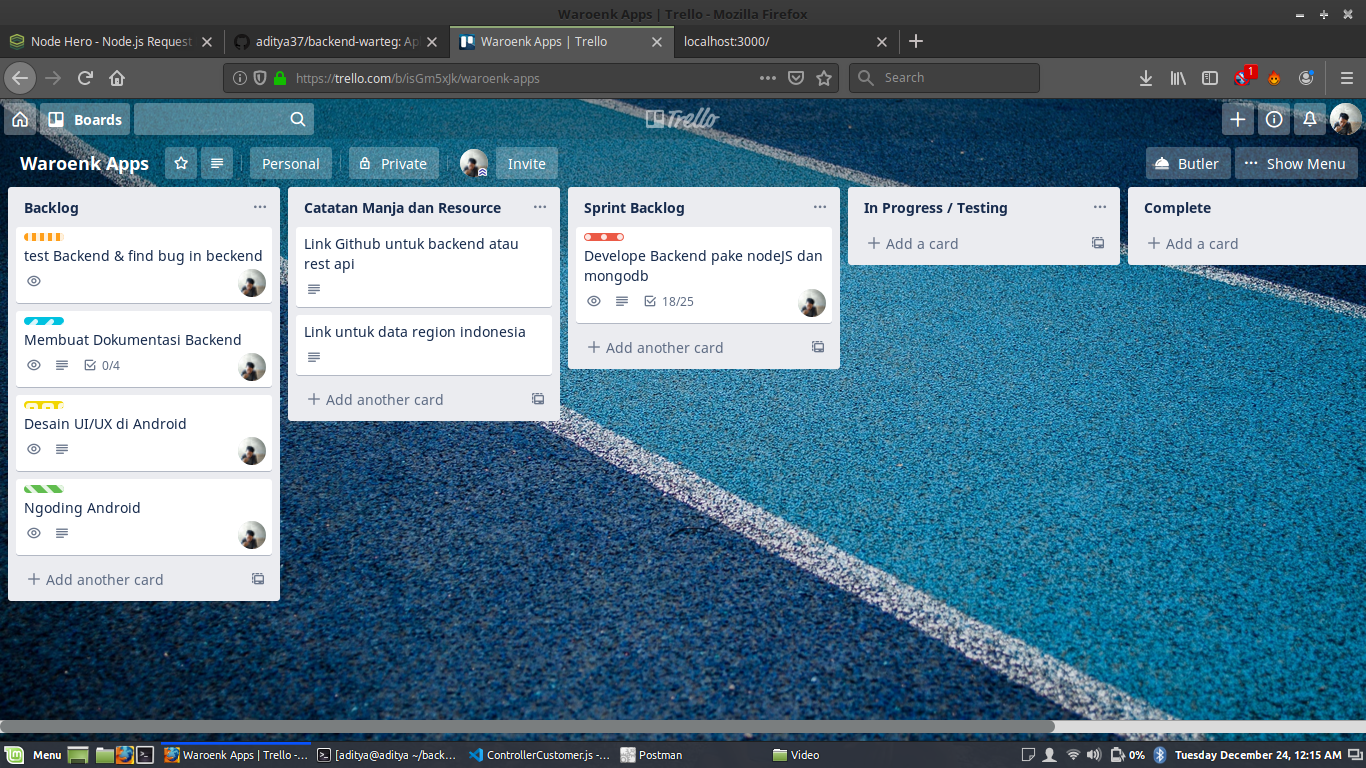 Waroenk Apps | Trello - Mozilla Firefox
Node Hero - Node.js Request
aditya37/backend-warteg: Ap
Waroenk Apps | Trello
localhost:3000/
https://trello.com/b/isGm5xJk/waroenk-apps
Search
1
Boards
Trello
Waroenk Apps
Personal
Private
Invite
Butler
Show Menu
Backlog
test Backend & find bug in beckend
Membuat Dokumentasi Backend
0/4
Desain UI/UX di Android
Ngoding Android
Add another card
Catatan Manja dan Resource
Link Github untuk backend atau
rest api
Link untuk data region indonesia
Add another card
Sprint Backlog
Develope Backend pake nodeJS dan
mongodb
18/25
Add another card
In Progress / Testing
Add a card
Complete
Add a card
Menu
Waroenk Apps | Trello -...
[aditya@aditya ~/back...
ControllerCustomer.js -...
Postman
Video
0%
Tuesday December 24, 12:15 AM